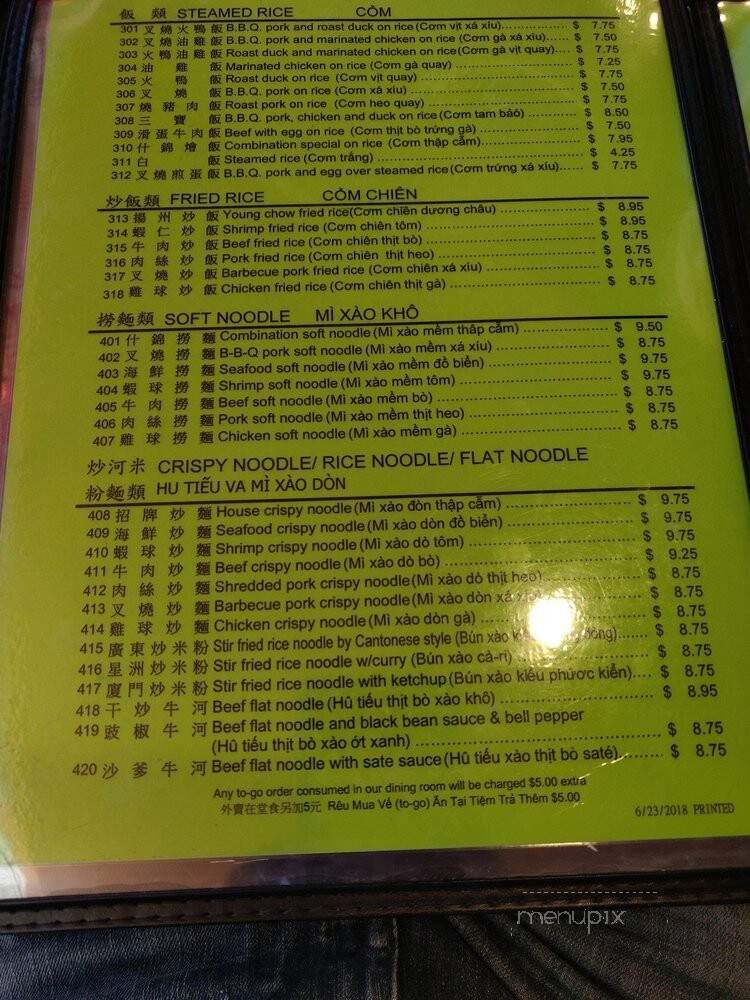 飯 類 STEAMED RICE CÒM
301 叉燒火鴨飯 B.B.Q. pork and roast duck on rice (Cơm vịt xá xíu) $ 7.75
302 叉燒油雞飯 B.B.Q. pork and marinated chicken on rice (Cơm gà xá xíu) $ 7.50
303 火鴨油雞飯 Roast duck and marinated chicken on rice (Cơm gà vịt quay) $ 7.75
304 油 雞 飯 Marinated chicken on rice (Cơm gà quay) $ 7.25
305 火 鴨 飯 Roast duck on rice (Cơm vịt quay) $ 7.75
306 叉 燒 飯 B.B.Q. pork on rice (Cơm xá xíu) $ 7.50
307 燒 豬 肉 飯 Roast pork on rice (Cơm heo quay) $ 7.75
308 三 寶 飯 B.B.Q. pork, chicken and duck on rice (Cơm tam bảo) $ 8.50
309 滑蛋牛肉飯 Beef with egg on rice (Cơm thịt bò trứng gà) $ 7.50
310 什 錦 燴 飯 Combination special on rice (Cơm thập cẩm) $ 7.95
311 白 飯 Steamed rice (Cơm trắng) $ 4.25
312 叉燒煎蛋飯 B.B.Q. pork and egg over steamed rice (Cơm trứng xá xíu) $ 7.75
炒飯類 FRIED RICE CÒM CHIÊN
313 揚 州 炒 飯 Young chow fried rice (Cơm chiên dương châu) $ 8.95
314 蝦 仁 炒 飯 Shrimp fried rice (Cơm chiên tôm) $ 8.95
315 牛 肉 炒 飯 Beef fried rice (Cơm chiên thịt bò) $ 8.75
316 肉 絲 炒 飯 Pork fried rice (Cơm chiên thịt heo) $ 8.75
317 叉 燒 炒 飯 Barbecue pork fried rice (Cơm chiên xá xíu) $ 8.75
318 雞 球 炒 飯 Chicken fried rice (Cơm chiên thịt gà) $ 8.75
撈麵類 SOFT NOODLE MÌ XÀO KHÔ
401 什 錦 撈 麵 Combination soft noodle (Mì xào mềm thập cẩm) $ 9.50
402 叉 燒 撈 麵 B-B-Q pork soft noodle (Mì xào mềm xá xíu) $ 8.75
403 海 鮮 撈 麵 Seafood soft noodle (Mì xào mềm đồ biển) $ 9.75
404 蝦 球 撈 麵 Shrimp soft noodle (Mì xào mềm tôm) $ 9.75
405 牛 肉 撈 麵 Beef soft noodle (Mì xào mềm bò) $ 8.75
406 肉 絲 撈 麵 Pork soft noodle (Mì xào mềm thịt heo) $ 8.75
407 雞 球 撈 麵 Chicken soft noodle (Mì xào mềm gà) $ 8.75
炒河米 CRISPY NOODLE/ RICE NOODLE/ FLAT NOODLE
粉麵類 HU TIẾU VA MÌ XÀO DÒN
408 招 牌 炒 麵 House crispy noodle (Mì xào đòn thập cẩm) $ 9.75
409 海 鮮 炒 麵 Seafood crispy noodle (Mì xào dòn đồ biển) $ 9.75
410 蝦 球 炒 麵 Shrimp crispy noodle (Mì xào dò tôm) $ 9.75
411 牛 肉 炒 麵 Beef crispy noodle (Mì xào dò bò) $ 9.25
412 肉 絲 炒 麵 Shredded pork crispy noodle (Mì xào dò thịt heo) $ 8.75
413 叉 燒 炒 麵 Barbecue pork crispy noodle (Mì xào dòn xá $ 8.75
414 雞 球 炒 麵 Chicken crispy noodle (Mì xào dòn gà) $ 8.75
415 廣東炒米粉 Stir fried rice noodle by Cantonese style (Bún xào $ 8.75
416 星洲炒米粉 Stir fried rice noodle w/curry (Bún xào cà-ri) $ 8.75
417 廈門炒米粉 Stir fried rice noodle with ketchup (Bún xào kiểu phước kiến) $ 8.75
418 干 炒 牛 河 Beef flat noodle (Hû tiếu thịt bò xào khô) $ 8.95
419 豉 椒 牛 河 Beef flat noodle and black bean sauce & bell pepper
(Hû tiếu thịt bò xào ớt xanh) $ 8.75
420 沙 爹 牛 河 Beef flat noodle with sate sauce (Hû tiếu xào thịt bò saté) $ 8.75
Any to-go order consumed in our dining room will be charged $5.00 extra
外賣在堂食另加5元 Rêu Mua Về (to-go) Ăn Tại Tiệm Trả Thêm $5.00
6/23/2018 PRINTED
menupix